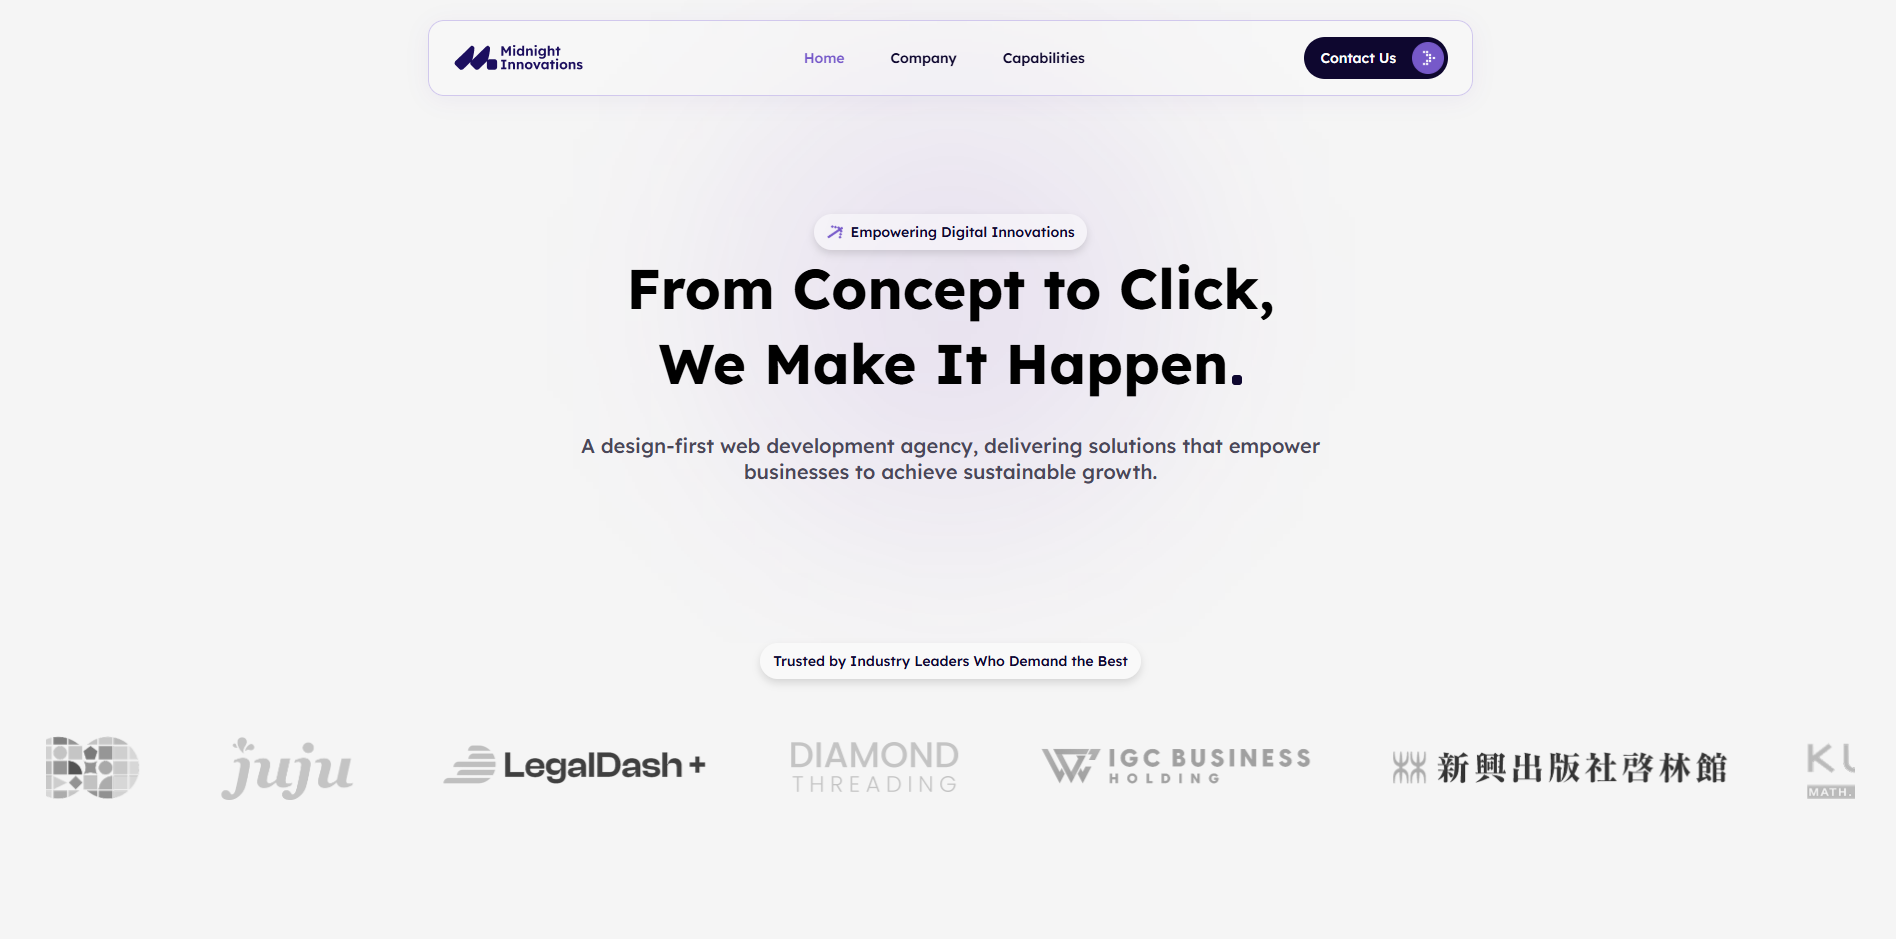 Midnight
Innovations
Home
Company
Capabilities
Contact Us
Empowering Digital Innovations
From Concept to Click,
We Make It Happen.
A design-first web development agency, delivering solutions that empower
businesses to achieve sustainable growth.
Trusted by Industry Leaders Who Demand the Best
juju
LegalDash+
DIAMOND
THREADING
IGC BUSINESS
HOLDING
新興出版社啓林館
MATH.